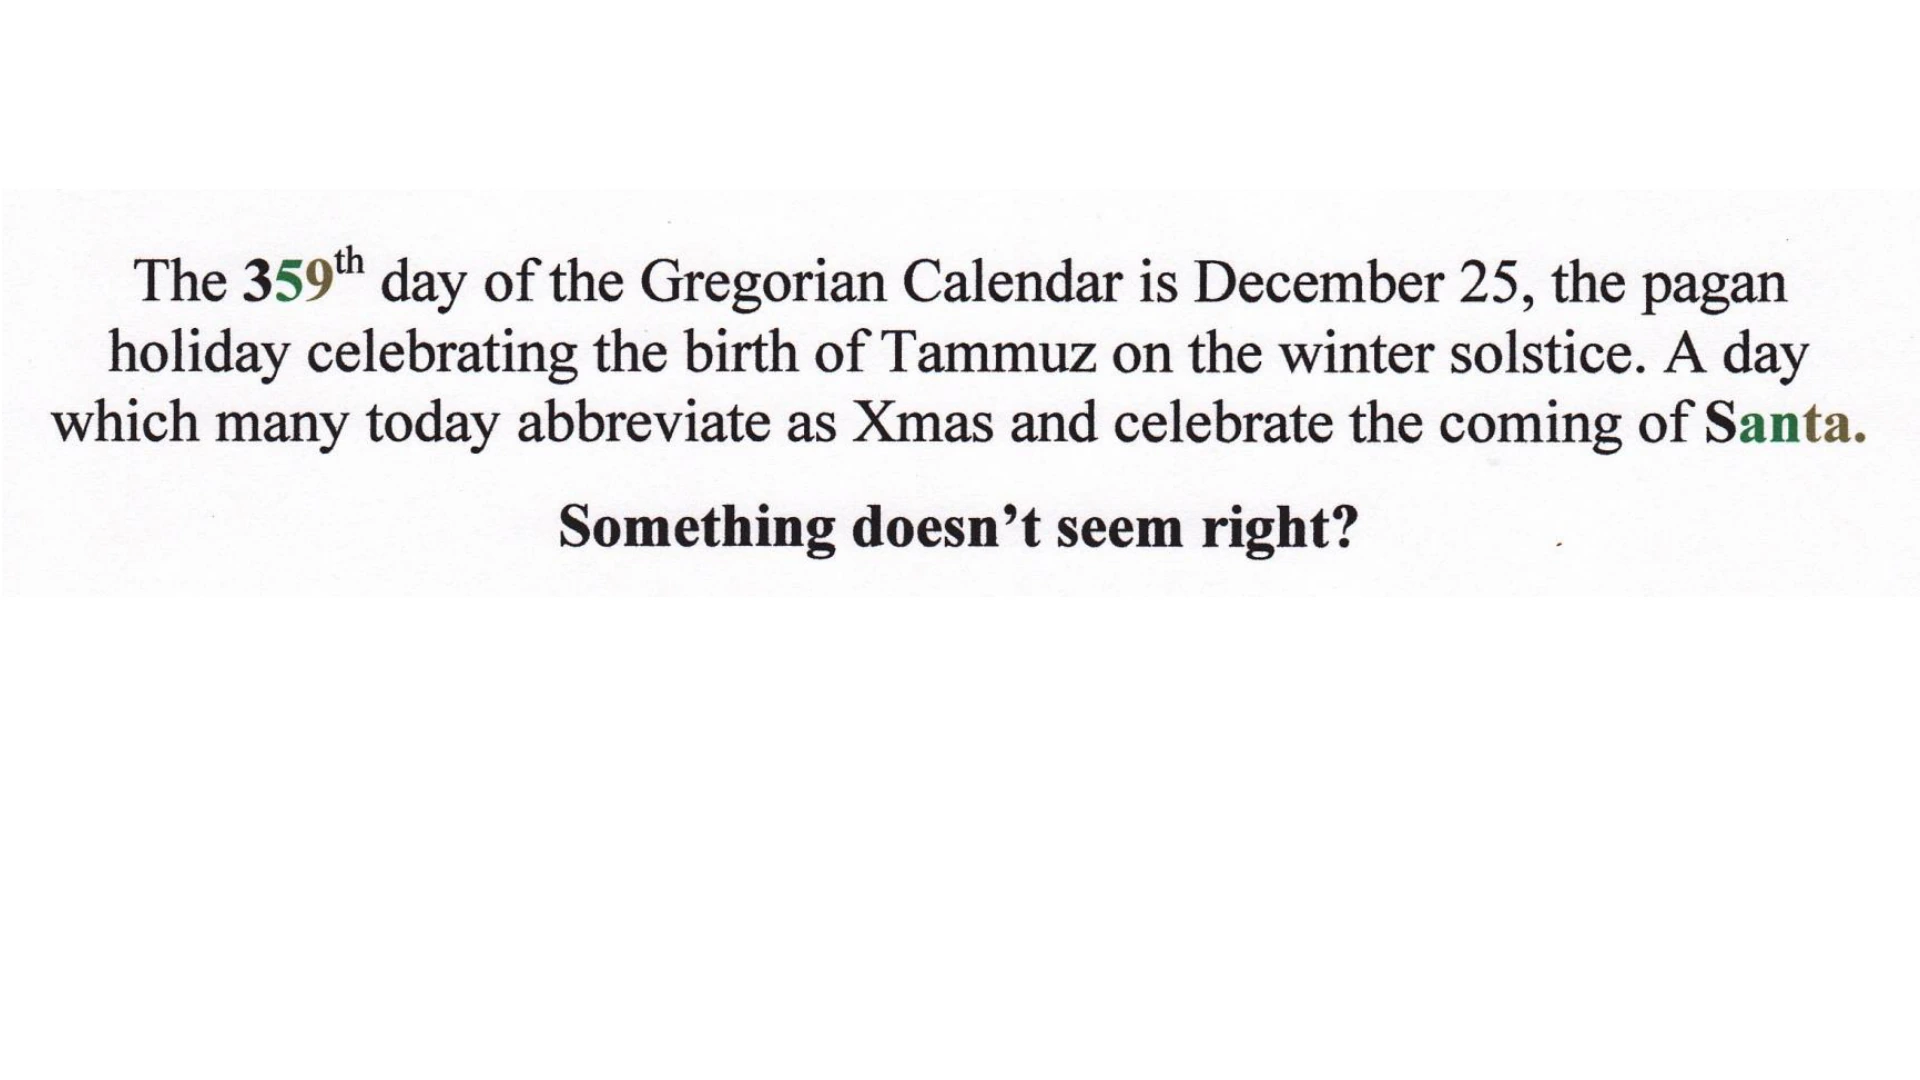 The 359th day of the Gregorian Calendar is December 25, the pagan
holiday celebrating the birth of Tammuz on the winter solstice. A day
which many today abbreviate as Xmas and celebrate the coming of Santa.
Something doesn’t seem right?